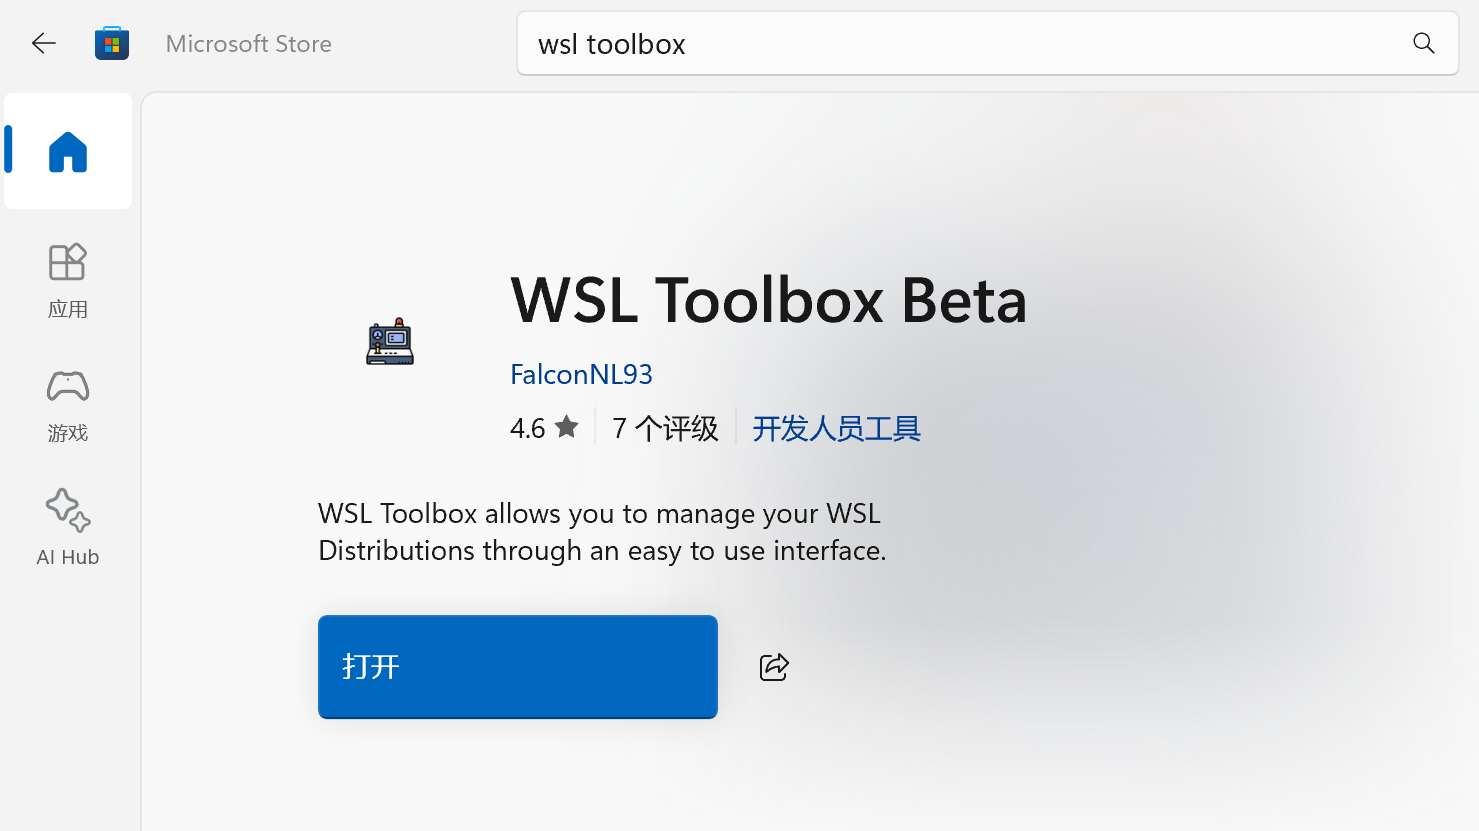 Microsoft Store
wsl toolbox
应用
游戏
AI Hub
WSL Toolbox Beta
FalconNL93
4.6 ★ 7 个评级 开发人员工具
WSL Toolbox allows you to manage your WSL
Distributions through an easy to use interface.
打开